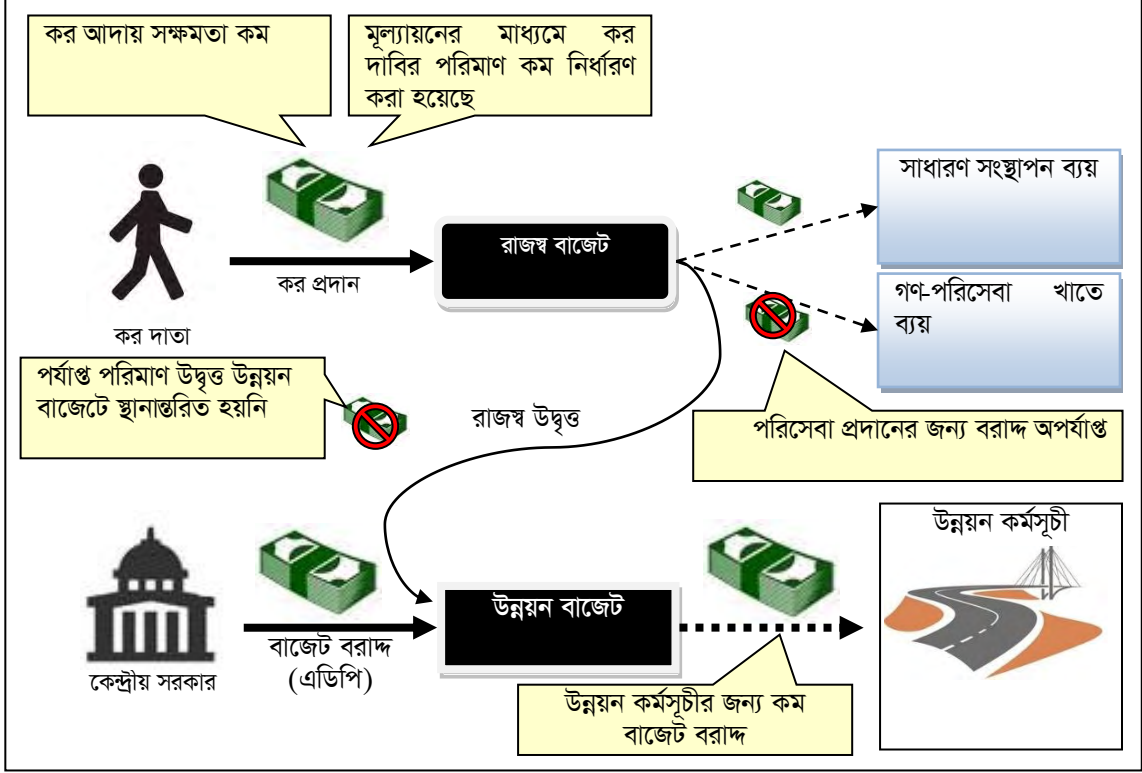 কর আদায় সক্ষমতা কম
মূল্যায়নের মাধ্যমে কর
দাবির পরিমাণ কম নির্ধারণ
করা হয়েছে
সাধারণ সংস্থাপন ব্যয়
রাজস্ব বাজেট
কর প্রদান
গণ-পরিসেবা খাতে
ব্যয়
কর দাতা
পর্যাপ্ত পরিমাণ উদ্বৃত্ত উন্নয়ন
বাজেটে স্থানান্তরিত হয়নি
রাজস্ব উদ্বৃত্ত
পরিসেবা প্রদানের জন্য বরাদ্দ অপর্যাপ্ত
উন্নয়ন কর্মসূচী
উন্নয়ন বাজেট
বাজেট বরাদ্দ
(এডিপি)
কেন্দ্রীয় সরকার
উন্নয়ন কর্মসূচীর জন্য কম
বাজেট বরাদ্দ